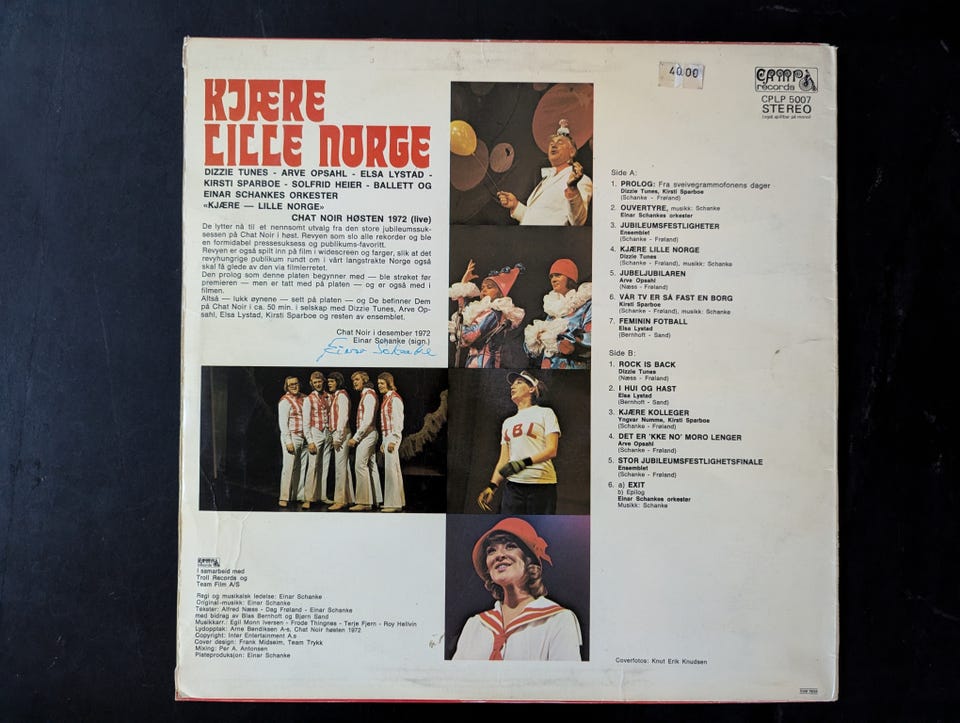 KJÆRE
LILLE NORGE
DIZZIE TUNES - ARVE OPSAHL - ELSA LYSTAD -
KIRSTI SPARBOE - SOLFRID HEIER - BALLETT OG
EINAR SCHANKES ORKESTER
«KJÆRE — LILLE NORGE»
CHAT NOIR HØSTEN 1972 (live)
De lytter nå til et nennsomt utvalg fra den store jubileumssuk-
sessen på Chat Noir i høst. Revyen som slo alle rekorder og ble
en formidabel pressesuksess og publikums-favoritt.
Revyen er også spilt inn på film i widescreen og farger, slik at det
revyhungrige publikum rundt om i vårt langstrakte Norge også
skal få glede av den via filmlerretet.
Den prolog som denne platen begynner med — ble strøket før
premieren — men er tatt med på platen — og er også med i
filmen.
Altså — lukk øynene — sett på platen — og De befinner Dem
på Chat Noir i ca. 50 min. i selskap med Dizzie Tunes, Arve Op-
sahl, Elsa Lystad, Kirsti Sparboe og resten av ensemblet.
Chat Noir i desember 1972
Einar Schanke (sign.)
Einar Schanke
ABL
CAMP
records
I samarbeid med
Troll Records og
Team Film A/S
Regi og musikalsk ledelse: Einar Schanke
Original-musikk: Einar Schanke
Tekster: Alfred Næss - Dag Frøland - Einar Schanke
med bidrag av Blas Bernhoft og Bjørn Sand
Musikkarr.: Egil Monn Iversen - Frode Thingnæs - Terje Fjern - Roy Hellvin
Lydopptak: Arne Bendiksen A-s, Chat Noir høsten 1972
Copyright: Inter Entertainment A.s
Cover design: Frank Midseim, Team Trykk
Mixing: Per A. Antonsen
Plateproduksjon: Einar Schanke
40.00
CAMP
records
CPLP 5007
STEREO
(også spillbar på mono)
Side A:
1. PROLOG: Fra sveivegrammofonens dager
Dizzie Tunes, Kirsti Sparboe
(Schanke - Frøland)
2. OUVERTYRE, musikk: Schanke
Einar Schankes orkester
3. JUBILEUMSFESTLIGHETER
Ensemblet
(Schanke - Frøland)
4. KJÆRE LILLE NORGE
Dizzie Tunes
(Schanke - Frøland), musikk: Schanke
5. JUBELJUBILAREN
Arve Opsahl
(Næss - Frøland)
6. VÅR TV ER SÅ FAST EN BORG
Kirsti Sparboe
(Schanke - Frøland), musikk: Schanke
7. FEMININ FOTBALL
Elsa Lystad
(Bernhoft - Sand)
Side B:
1. ROCK IS BACK
Dizzie Tunes
(Næss - Frøland)
2. I HUI OG HAST
Elsa Lystad
(Bernhoft - Sand)
3. KJÆRE KOLLEGER
Yngvar Numme, Kirsti Sparboe
(Schanke - Frøland)
4. DET ER 'KKE NO' MORO LENGER
Arve Opsahl
(Schanke - Frøland)
5. STOR JUBILEUMSFESTLIGHETSFINALE
Ensemblet
(Schanke - Frøland)
6. a) EXIT
b) Epilog
Einar Schankes orkester
Musikk: Schanke
Coverfotos: Knut Erik Knudsen